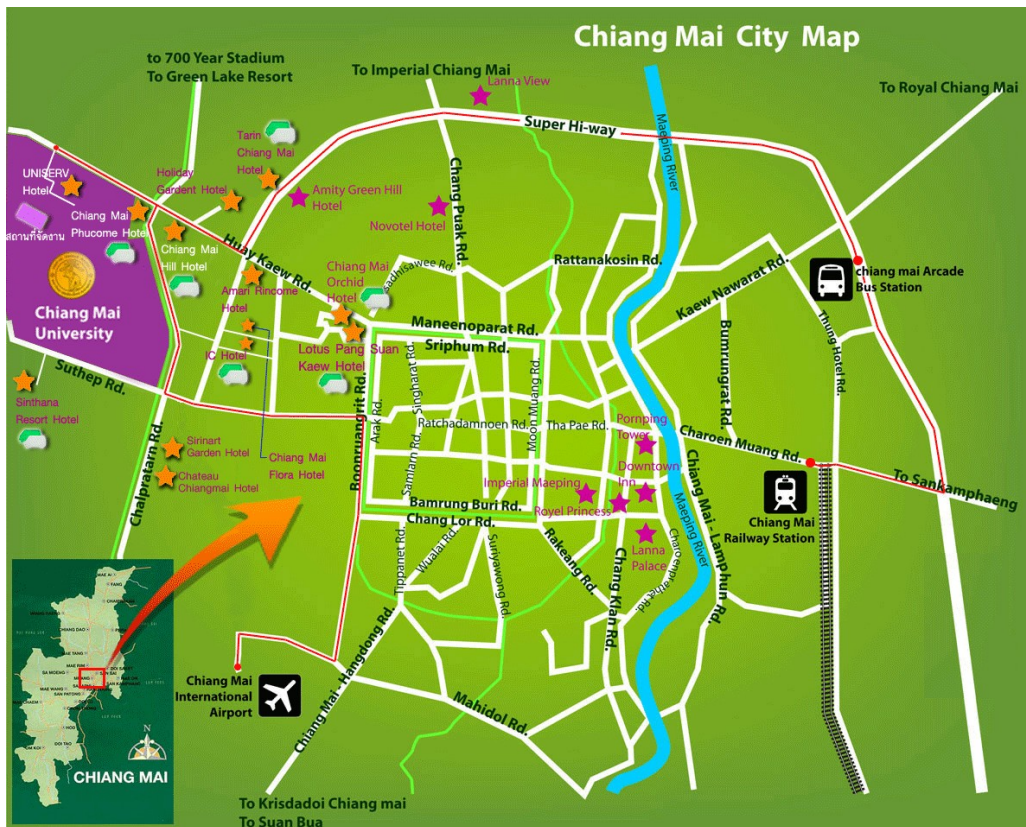 Chiang Mai City Map
to 700 Year Stadium
To Green Lake Resort
To Imperial Chiang Mai
Lanna View
To Royal Chiang Mai
Super Hi-way
Maeping River
Tarin
Chiang Mai
Hotel
UNISERV
Hotel
Holiday
Gardent Hotel
Amity Green Hill
Hotel
Chang Puak Rd.
Novotel Hotel
สถานที่จัดงาน
Chiang Mai
Phucome Hotel
Chiang Mai
Hill Hotel
Huay Kaew Rd.
Chiang Mai
Orchid
Hotel
Rattanakosin Rd.
Kaew Nawarat Rd.
chiang mai Arcade
Bus Station
Chiang Mai
University
Amari Rincome
Hotel
IC Hotel
Lotus Pang Suan
Kaew Hotel
Maneenoparat Rd.
Sriphum Rd.
Bumrungrat Rd.
Thung Hotel Rd.
Suthep Rd.
Sinthana
Resort Hotel
Boonruangrit Rd.
Arak Rd.
Singharat Rd.
Samlarn Rd.
Ratchadamnoen Rd.
Moon Muang Rd.
Tha Pae Rd.
Pornping
Tower
Charoen Muang Rd.
To Sankamphaeng
Chalpratarn Rd.
Sirinart
Garden Hotel
Chateau
Chiangmai Hotel
Chiang Mai
Flora Hotel
Downtown
Inn
Imperial Maeping
Royel Princess
Bamrung Buri Rd.
Chang Lor Rd.
Chiang Mai
Railway Station
Lanna
Palace
Chiang Mai - Lamphun Rd.
Maeping River
Tippanet Rd.
Wualai Rd.
Suriyawong Rd.
Rakeang Rd.
Chang Klan Rd.
Charoenprathet Rd.
Chiang Mai
International
Airport
Chiang Mai - Hangdong Rd.
Mahidol Rd.
To Krisdadoi Chiang mai
To Suan Bua
CHIANG MAI